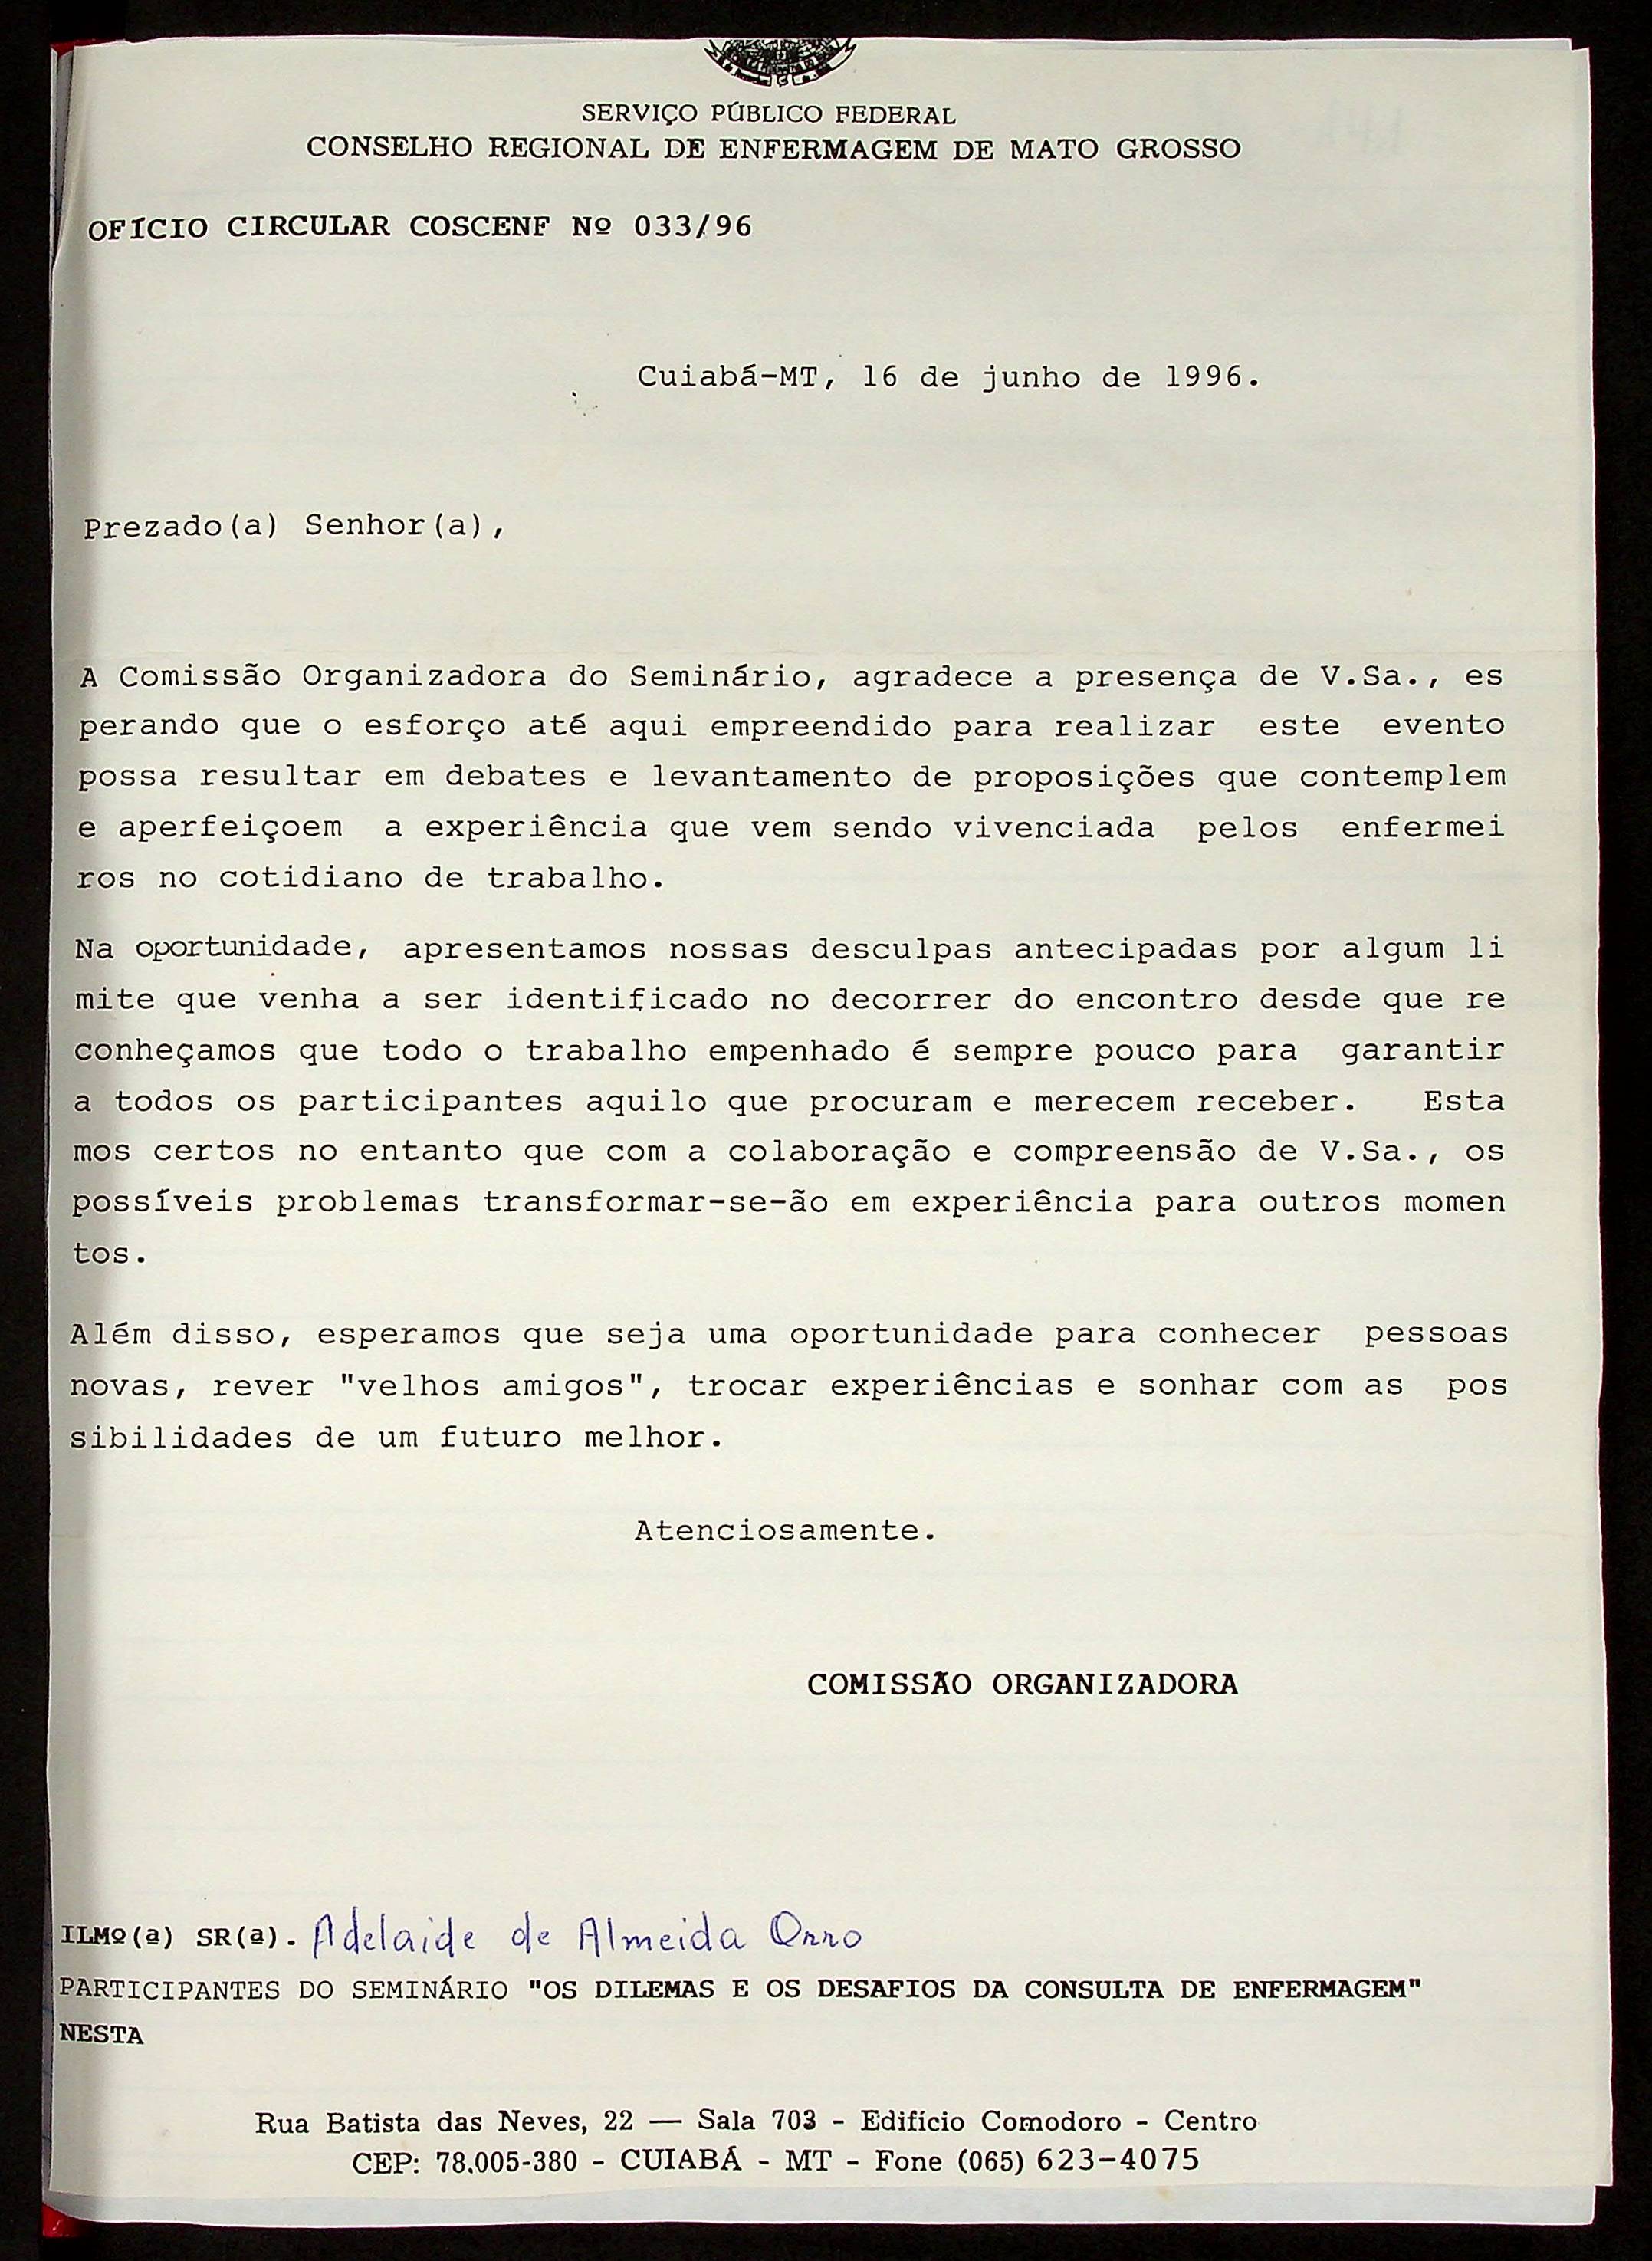 SERVIÇO PÚBLICO FEDERAL
CONSELHO REGIONAL DE ENFERMAGEM DE MATO GROSSO
OFÍCIO CIRCULAR COSCENF Nº 033/96
Cuiabá-MT, 16 de junho de 1996.
Prezado(a) Senhor(a),
A Comissão Organizadora do Seminário, agradece a presença de V.Sa., es
perando que o esforço até aqui empreendido para realizar este evento
possa resultar em debates e levantamento de proposições que contemplem
e aperfeiçoem a experiência que vem sendo vivenciada pelos enfermei
ros no cotidiano de trabalho.
Na oportunidade, apresentamos nossas desculpas antecipadas por algum li
mite que venha a ser identificado no decorrer do encontro desde que re
conheçamos que todo o trabalho empenhado é sempre pouco para garantir
a todos os participantes aquilo que procuram e merecem receber. Esta
mos certos no entanto que com a colaboração e compreensão de V.Sa., os
possíveis problemas transformar-se-ão em experiência para outros momen
tos.
Além disso, esperamos que seja uma oportunidade para conhecer pessoas
novas, rever "velhos amigos", trocar experiências e sonhar com as pos
sibilidades de um futuro melhor.
Atenciosamente.
COMISSÃO ORGANIZADORA
ILMº(ª) SR(ª). Adelaide de Almeida Orro
PARTICIPANTES DO SEMINÁRIO "OS DILEMAS E OS DESAFIOS DA CONSULTA DE ENFERMAGEM"
NESTA
Rua Batista das Neves, 22 — Sala 703 - Edifício Comodoro - Centro
CEP: 78.005-380 - CUIABÁ - MT - Fone (065) 623-4075